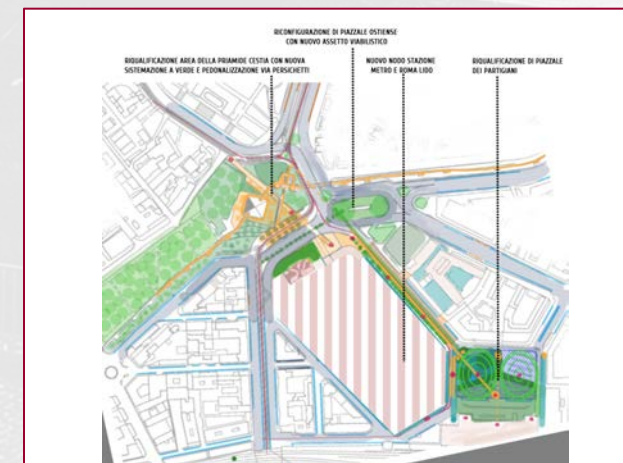 RICONFIGURAZIONE DI PIAZZALE OSTIENSE
CON NUOVO ASSETTO VIABILISTICO
RIQUALIFICAZIONE AREA DELLA PRIAMIDE CESTIA CON NUOVA
SISTEMAZIONE A VERDE E PEDONALIZZAZIONE VIA PERSICHETTI
NUOVO NODO STAZIONE
METRO E ROMA LIDO
RIQUALIFICAZIONE DI PIAZZALE
DEI PARTIGIANI